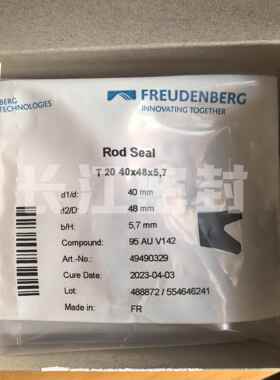 BERG
TECHNOLOGIES
FREUDENBERG
INNOVATING TOGETHER
Rod Seal
T 20 40x48x5,7
长江密封
d1/d: 40 mm
d2/D: 48 mm
b/H: 5,7 mm
Compound: 95 AU V142
Art.-No.: 49490329
Cure Date: 2023-04-03
Lot: 488872 / 554646241
Made in: FR